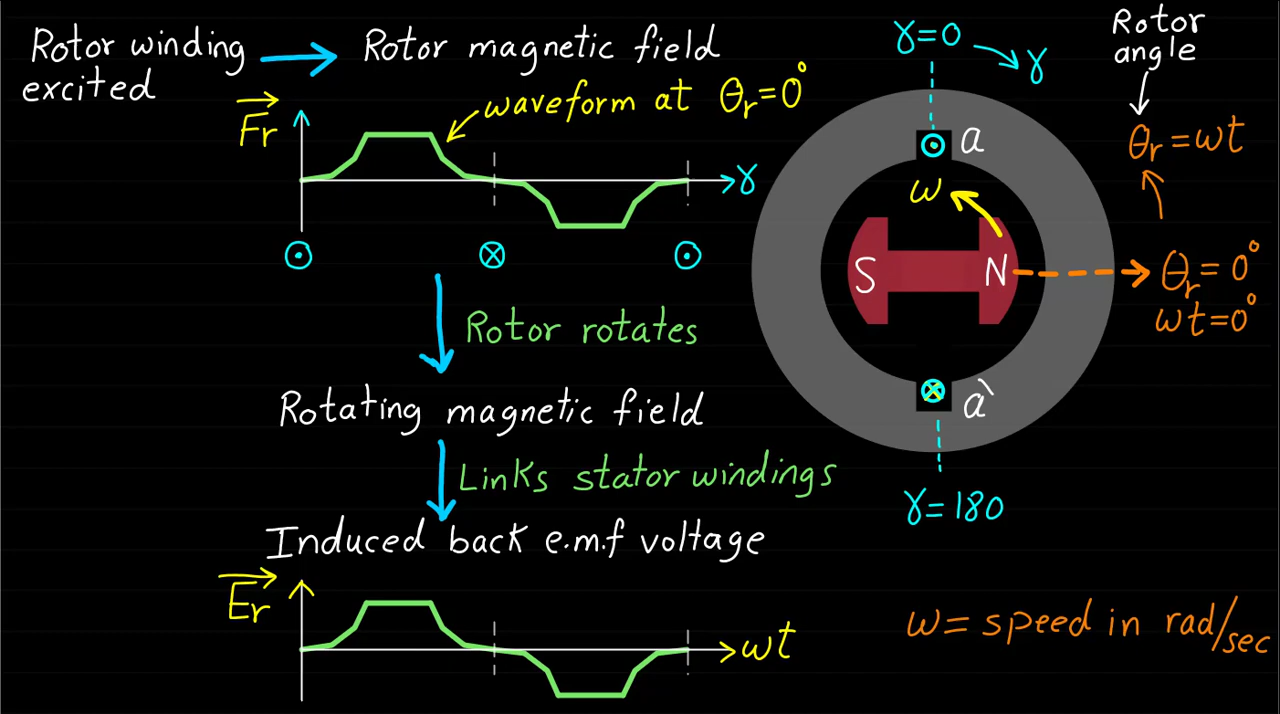 Rotor winding excited
Rotor magnetic field
Fr
waveform at θr=0°
γ
Rotor rotates
Rotating magnetic field
Links stator windings
Induced back e.m.f voltage
Er
ωt
γ=0
γ
Rotor angle
θr=ωt
a
ω
S
N
θr=0°
ωt=0°
a`
γ=180
ω= speed in rad/sec